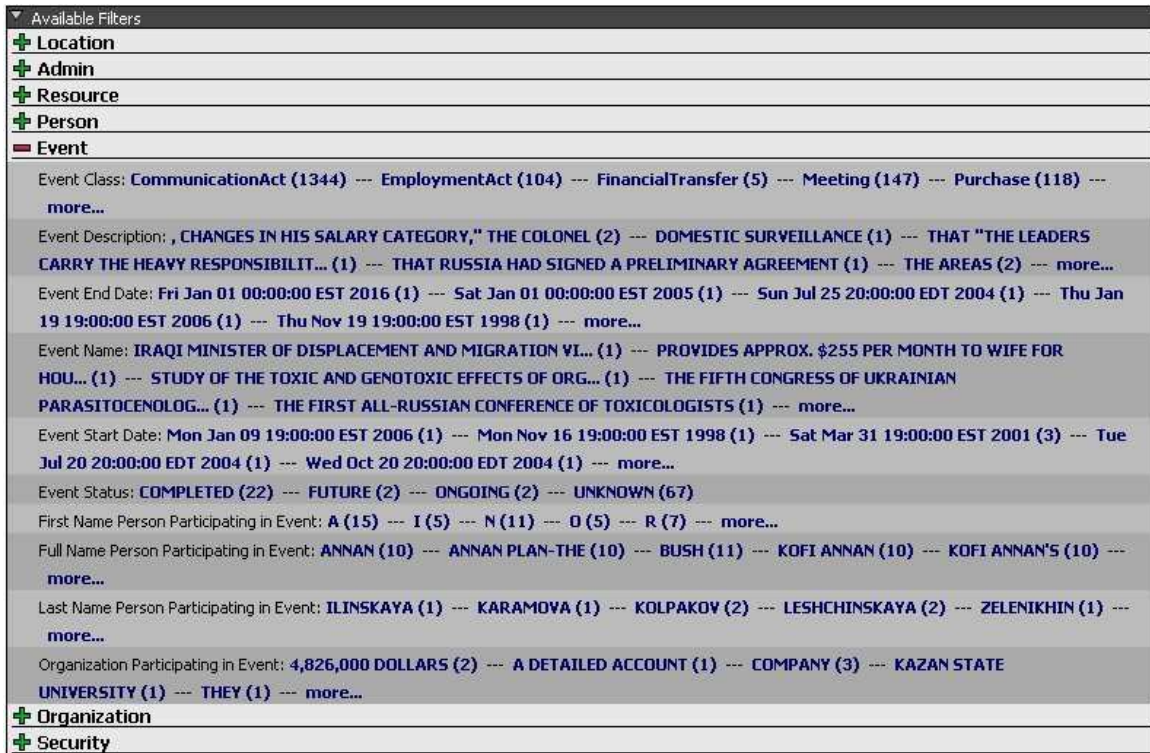 Available Filters
Location
Admin
Resource
Person
Event
Event Class: CommunicationAct (1344) --- EmploymentAct (104) --- FinancialTransfer (5) --- Meeting (147) --- Purchase (118) ---
more...
Event Description: , CHANGES IN HIS SALARY CATEGORY," THE COLONEL (2) --- DOMESTIC SURVEILLANCE (1) --- THAT "THE LEADERS
CARRY THE HEAVY RESPONSIBILIT... (1) --- THAT RUSSIA HAD SIGNED A PRELIMINARY AGREEMENT (1) --- THE AREAS (2) --- more...
Event End Date: Fri Jan 01 00:00:00 EST 2016 (1) --- Sat Jan 01 00:00:00 EST 2005 (1) --- Sun Jul 25 20:00:00 EDT 2004 (1) --- Thu Jan
19 19:00:00 EST 2006 (1) --- Thu Nov 19 19:00:00 EST 1998 (1) --- more...
Event Name: IRAQI MINISTER OF DISPLACEMENT AND MIGRATION VI... (1) --- PROVIDES APPROX. $255 PER MONTH TO WIFE FOR
HOU... (1) --- STUDY OF THE TOXIC AND GENOTOXIC EFFECTS OF ORG... (1) --- THE FIFTH CONGRESS OF UKRAINIAN
PARASITOCENOLOG... (1) --- THE FIRST ALL-RUSSIAN CONFERENCE OF TOXICOLOGISTS (1) --- more...
Event Start Date: Mon Jan 09 19:00:00 EST 2006 (1) --- Mon Nov 16 19:00:00 EST 1998 (1) --- Sat Mar 31 19:00:00 EST 2001 (3) --- Tue
Jul 20 20:00:00 EDT 2004 (1) --- Wed Oct 20 20:00:00 EDT 2004 (1) --- more...
Event Status: COMPLETED (22) --- FUTURE (2) --- ONGOING (2) --- UNKNOWN (67)
First Name Person Participating in Event: A (15) --- I (5) --- N (11) --- O (5) --- R (7) --- more...
Full Name Person Participating in Event: ANNAN (10) --- ANNAN PLAN-THE (10) --- BUSH (11) --- KOFI ANNAN (10) --- KOFI ANNAN'S (10) ---
more...
Last Name Person Participating in Event: ILINSKAYA (1) --- KARAMOVA (1) --- KOLPAKOV (2) --- LESHCHINSKAYA (2) --- ZELENIKHIN (1) ---
more...
Organization Participating in Event: 4,826,000 DOLLARS (2) --- A DETAILED ACCOUNT (1) --- COMPANY (3) --- KAZAN STATE
UNIVERSITY (1) --- THEY (1) --- more...
Organization
Security